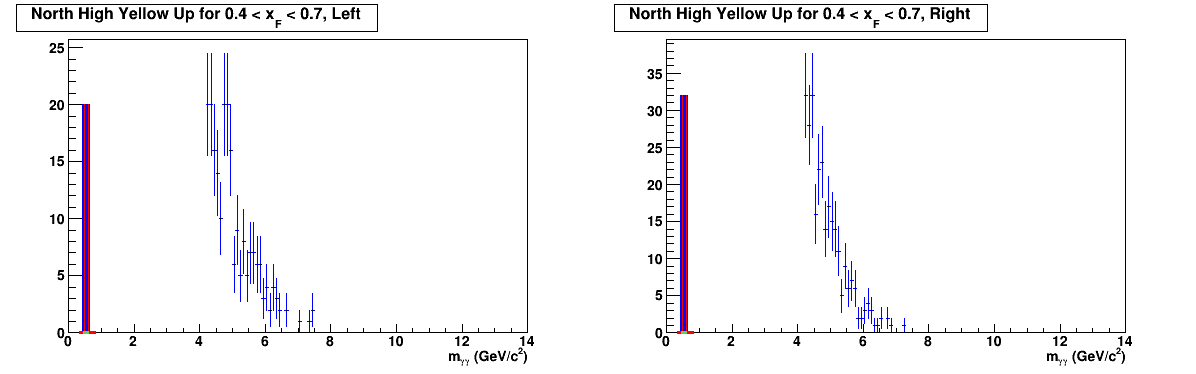 North High Yellow Up for 0.4 < x_F < 0.7, Left
25
20
15
10
5
0
0 2 4 6 8 10 12 14
m_γγ (GeV/c²)
North High Yellow Up for 0.4 < x_F < 0.7, Right
35
30
25
20
15
10
5
0
0 2 4 6 8 10 12 14
m_γγ (GeV/c²)